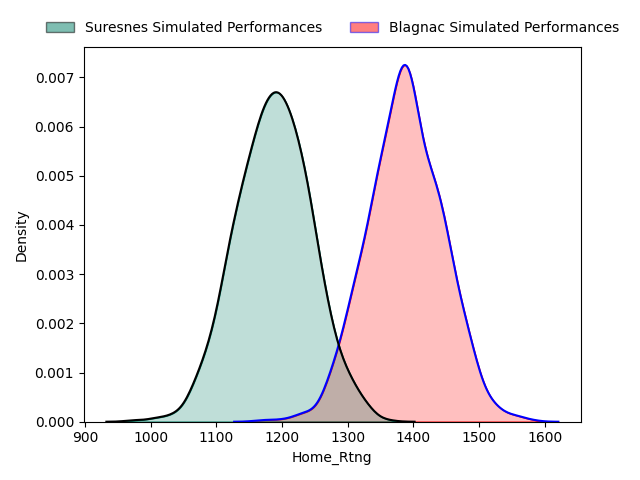 Suresnes Simulated Performances
Blagnac Simulated Performances
0.007
0.006
0.005
0.004
0.003
0.002
0.001
0.000
Density
900 1000 1100 1200 1300 1400 1500 1600
Home_Rtng